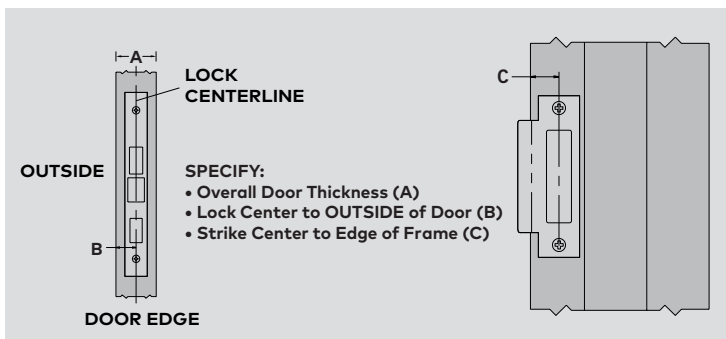 A
LOCK
CENTERLINE
OUTSIDE
SPECIFY:
• Overall Door Thickness (A)
• Lock Center to OUTSIDE of Door (B)
• Strike Center to Edge of Frame (C)
B
DOOR EDGE
C